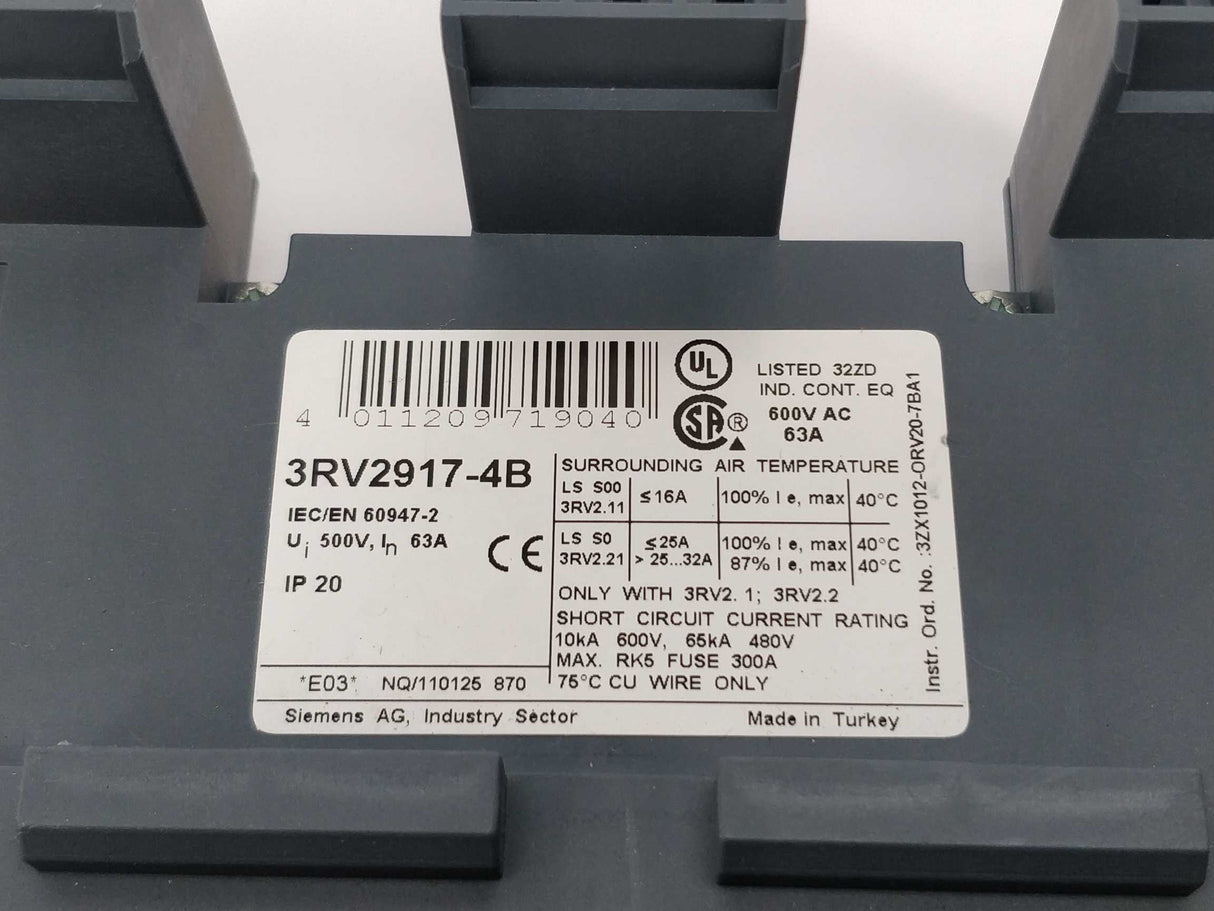 4 011209 719040
UL
LISTED 32ZD
IND. CONT. EQ
SA ®
600V AC
63A
3RV2917-4B
IEC/EN 60947-2
Ui 500V, In 63A
CE
IP 20
SURROUNDING AIR TEMPERATURE
LS S00 3RV2.11 ≤16A 100% I e, max 40°C
LS S0 ≤25A 100% I e, max 40°C
3RV2.21 > 25...32A 87% I e, max 40°C
ONLY WITH 3RV2. 1; 3RV2.2
SHORT CIRCUIT CURRENT RATING
10kA 600V, 65kA 480V
MAX. RK5 FUSE 300A
75°C CU WIRE ONLY
*E03* NQ/110125 870
Siemens AG, Industry Sector
Made in Turkey
Instr. Ord. No. :3ZX1012-0RV20-7BA1